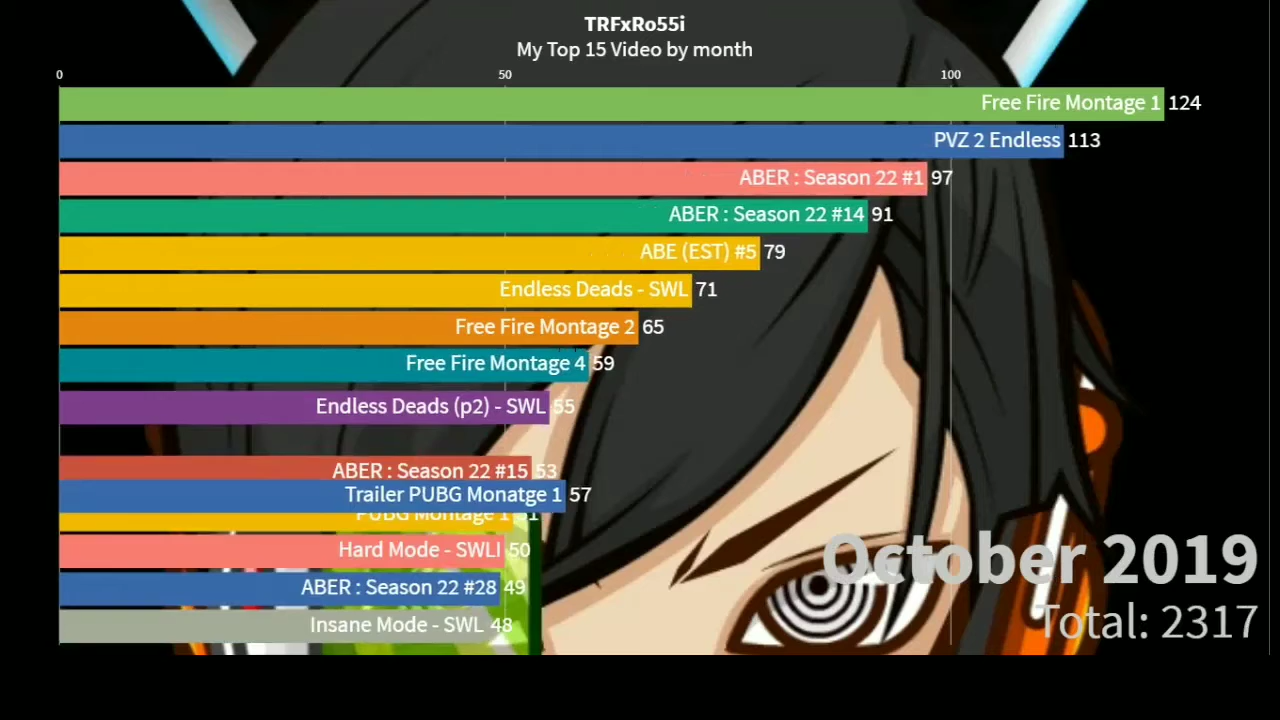 TRFxRo55i
My Top 15 Video by month
0 50 100
Free Fire Montage 1 124
PVZ 2 Endless 113
ABER : Season 22 #1 97
ABER : Season 22 #14 91
ABE (EST) #5 79
Endless Deads - SWL 71
Free Fire Montage 2 65
Free Fire Montage 4 59
Endless Deads (p2) - SWL 55
ABER : Season 22 #15 53
Trailer PUBG Monatge 1 57
PUBG Montage 1 51
Hard Mode - SWLI 50
ABER : Season 22 #28 49
Insane Mode - SWL 48
October 2019
Total: 2317